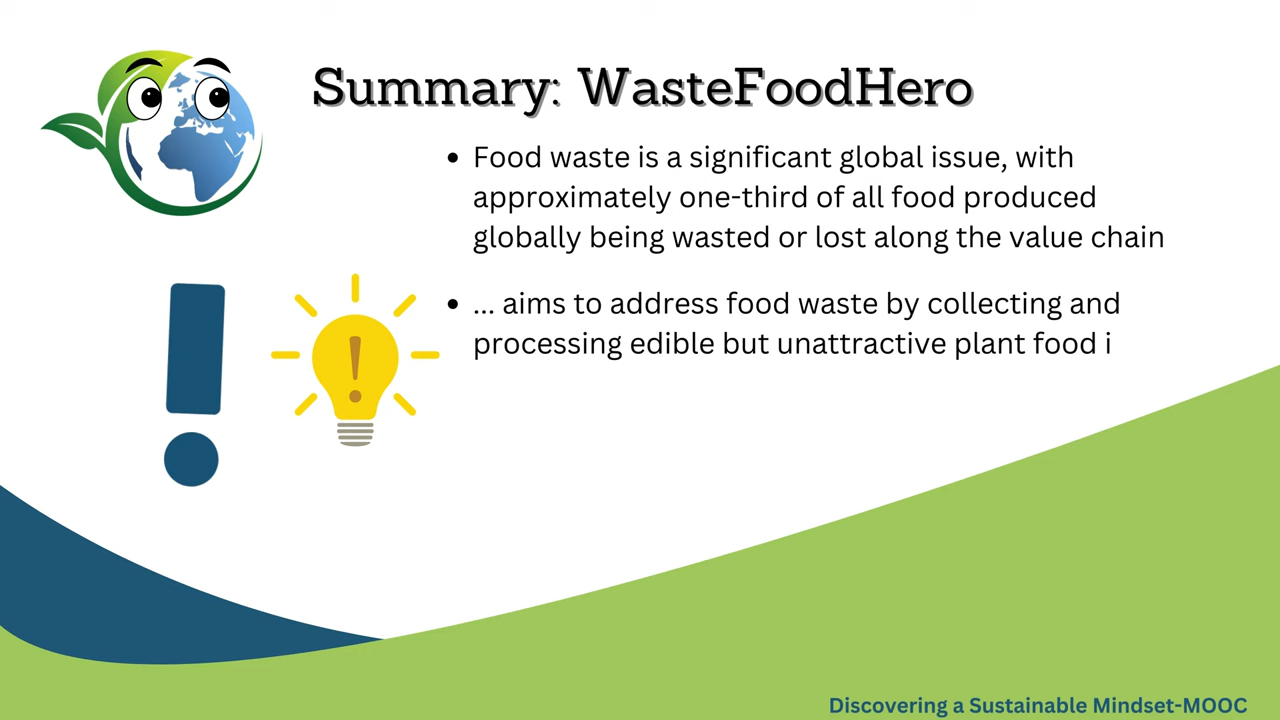 Summary: WasteFoodHero
• Food waste is a significant global issue, with
approximately one-third of all food produced
globally being wasted or lost along the value chain
• ... aims to address food waste by collecting and
processing edible but unattractive plant food i
Discovering a Sustainable Mindset-MOOC